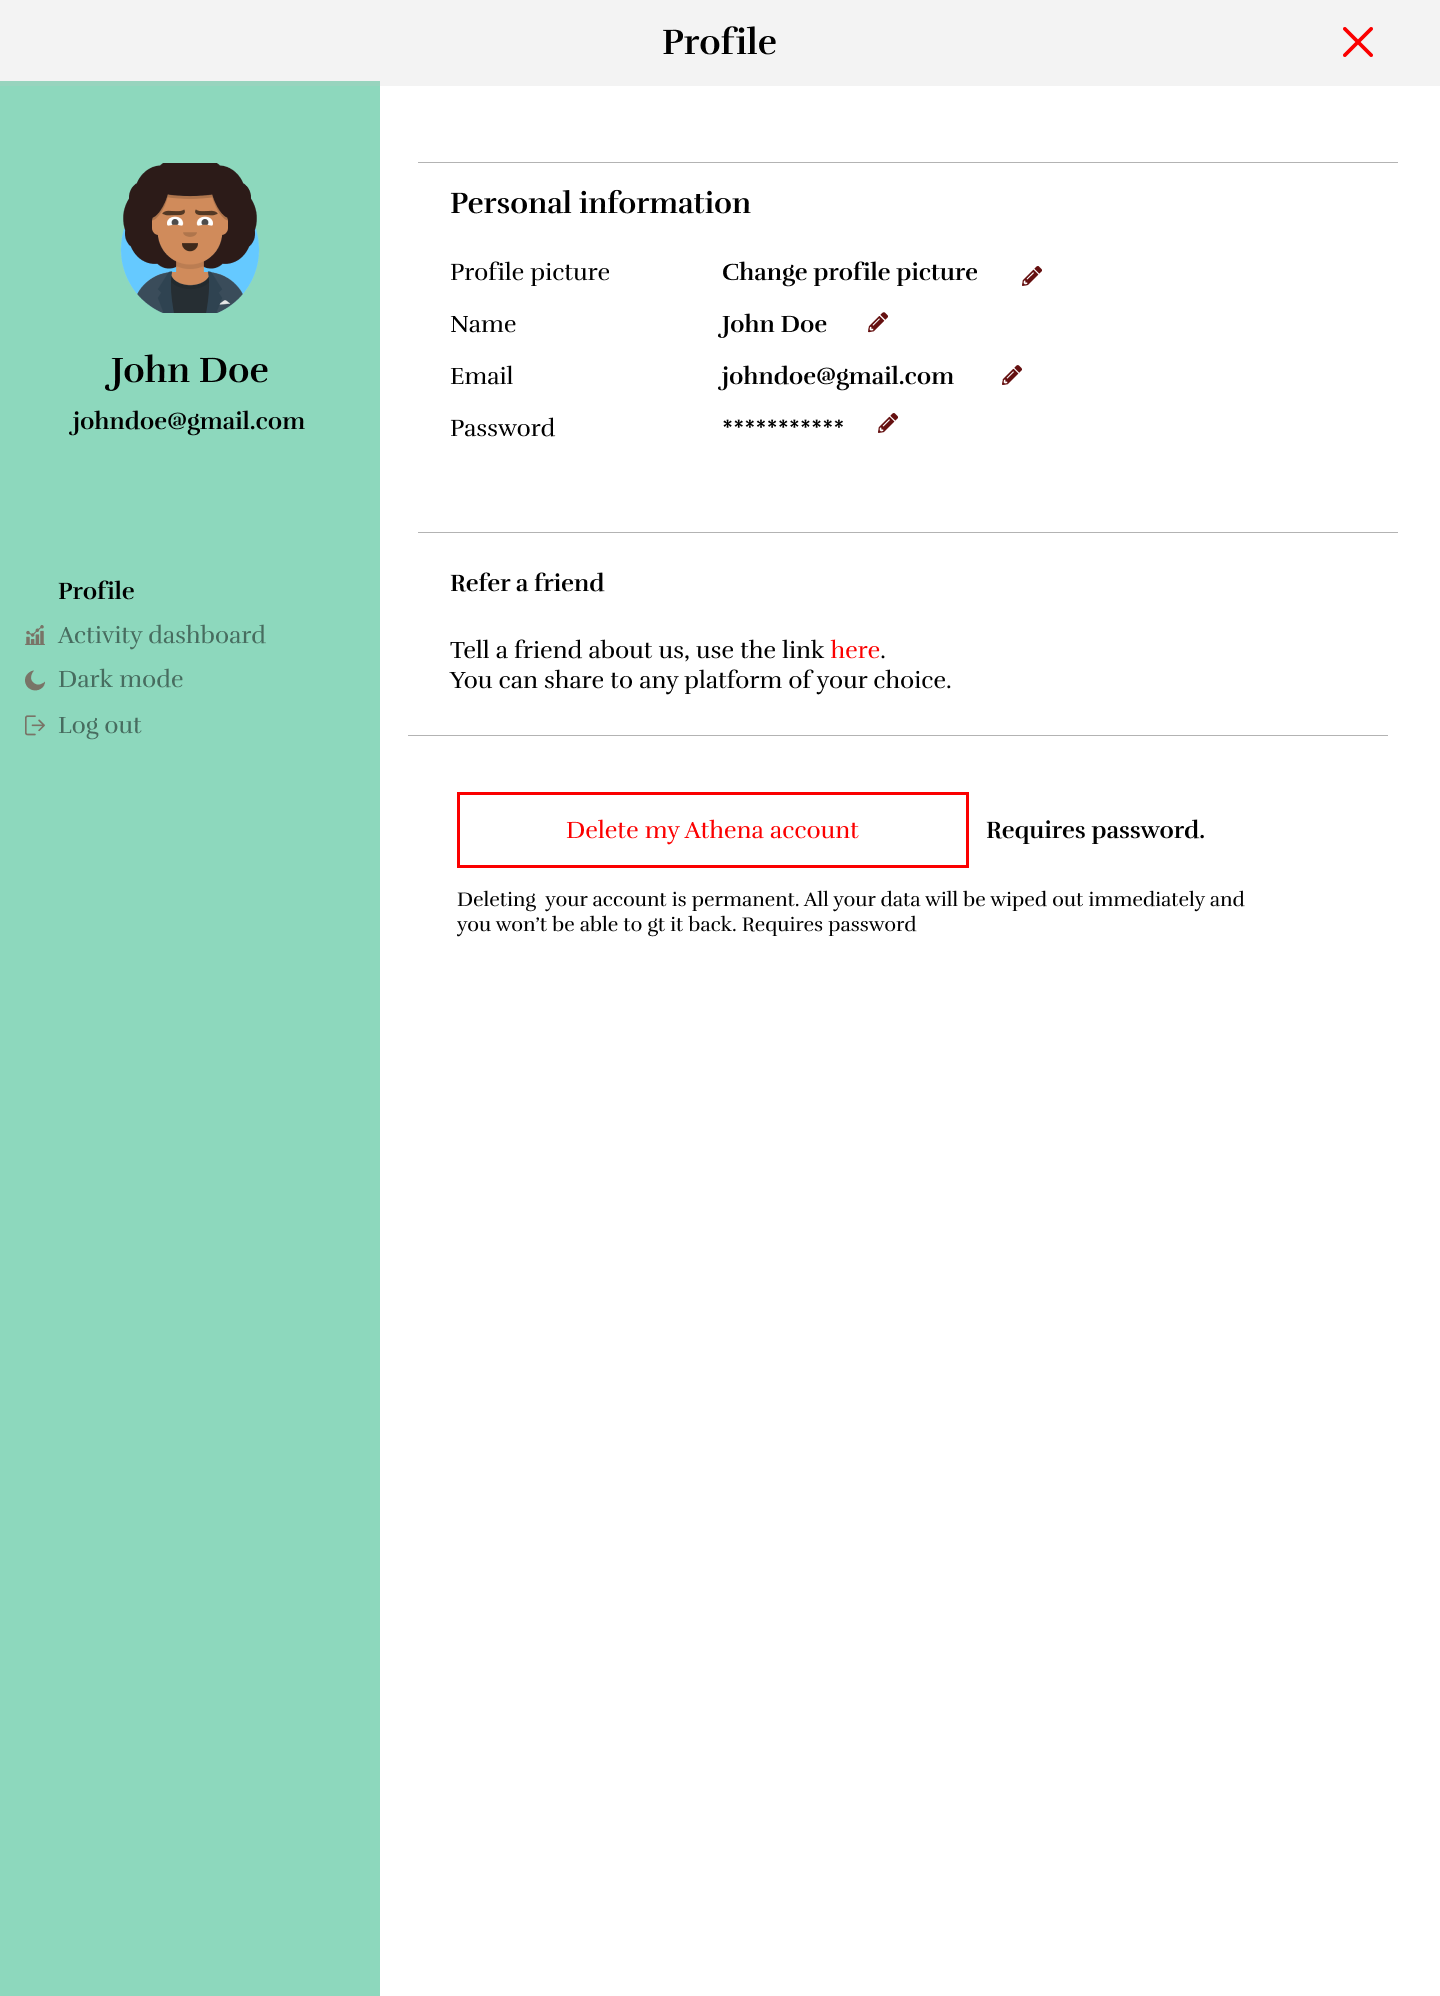 Profile
John Doe
johndoe@gmail.com
Profile
Activity dashboard
Dark mode
Log out
Personal information
Profile picture Change profile picture
Name John Doe
Email johndoe@gmail.com
Password ***********
Refer a friend
Tell a friend about us, use the link here.
You can share to any platform of your choice.
Delete my Athena account Requires password.
Deleting  your account is permanent. All your data will be wiped out immediately and
you won’t be able to gt it back. Requires password